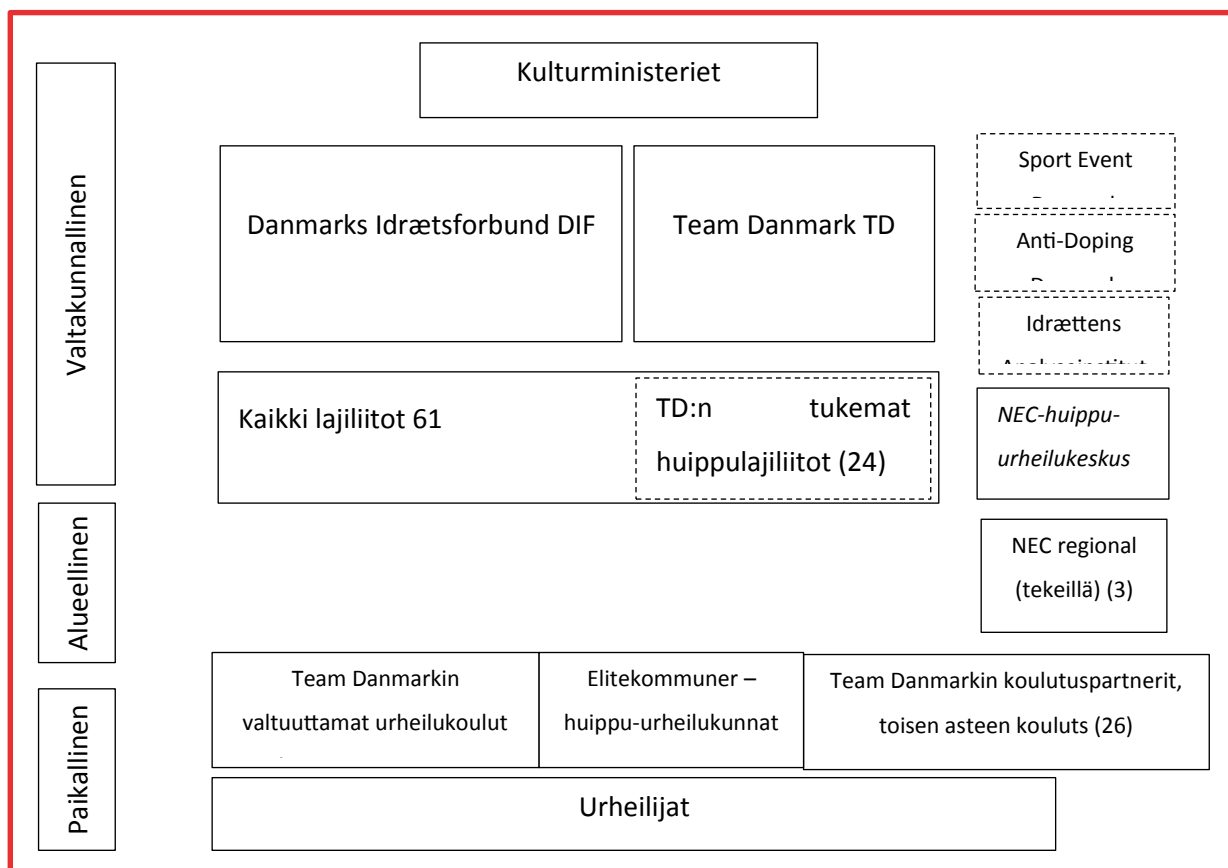 Kulturministeriet
Valtakunnallinen
Danmarks Idrætsforbund DIF
Team Danmark TD
Sport Event
Anti-Doping
Idrættens
Kaikki lajiliitot 61
TD:n tukemat
huippulajiliitot (24)
NEC-huippu-
urheilukeskus
Alueellinen
NEC regional
(tekeillä) (3)
Paikallinen
Team Danmarkin
valtuuttamat urheilukoulut
Elitekommuner –
huippu-urheilukunnat
Team Danmarkin koulutuspartnerit,
toisen asteen kouluts (26)
Urheilijat